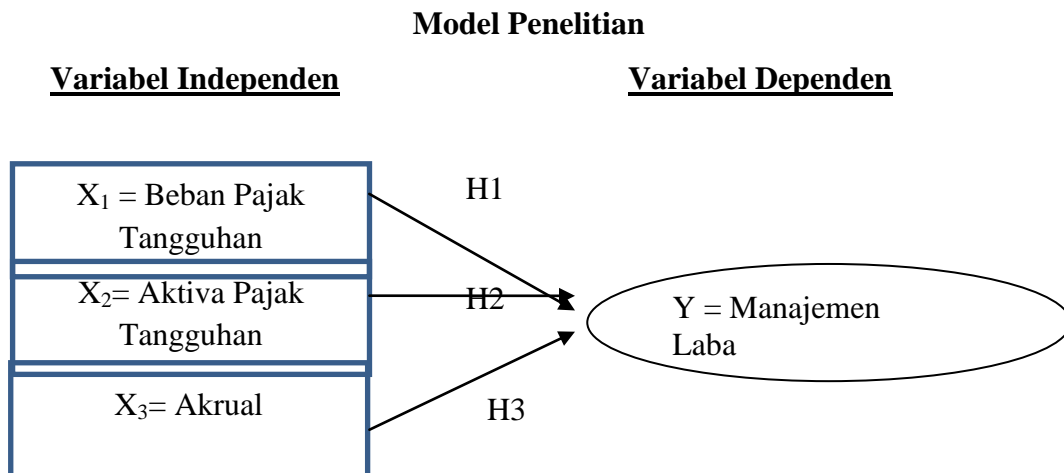 Model Penelitian
Variabel Independen
Variabel Dependen
X₁ = Beban Pajak
Tangguhan
H1
X₂= Aktiva Pajak
Tangguhan
H2
Y = Manajemen
Laba
X₃= Akrual
H3